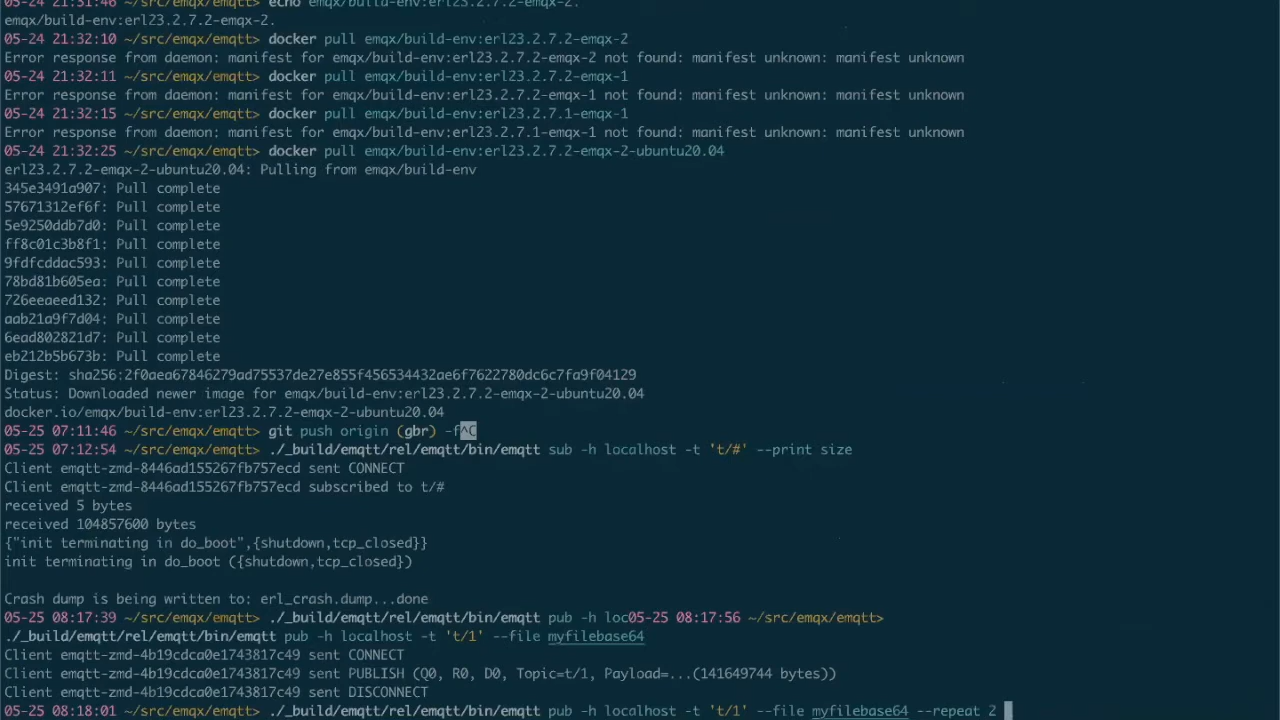 05-24 21:31:46 ~/src/emqx/emqtt> echo emqx/build-env:erl23.2.7.2-emqx-2.
emqx/build-env:erl23.2.7.2-emqx-2.
05-24 21:32:10 ~/src/emqx/emqtt> docker pull emqx/build-env:erl23.2.7.2-emqx-2
Error response from daemon: manifest for emqx/build-env:erl23.2.7.2-emqx-2 not found: manifest unknown: manifest unknown
05-24 21:32:11 ~/src/emqx/emqtt> docker pull emqx/build-env:erl23.2.7.2-emqx-1
Error response from daemon: manifest for emqx/build-env:erl23.2.7.2-emqx-1 not found: manifest unknown: manifest unknown
05-24 21:32:15 ~/src/emqx/emqtt> docker pull emqx/build-env:erl23.2.7.1-emqx-1
Error response from daemon: manifest for emqx/build-env:erl23.2.7.1-emqx-1 not found: manifest unknown: manifest unknown
05-24 21:32:25 ~/src/emqx/emqtt> docker pull emqx/build-env:erl23.2.7.2-emqx-2-ubuntu20.04
erl23.2.7.2-emqx-2-ubuntu20.04: Pulling from emqx/build-env
345e3491a907: Pull complete
57671312ef6f: Pull complete
5e9250ddb7d0: Pull complete
ff8c01c3b8f1: Pull complete
9fdfcddac593: Pull complete
78bd81b605ea: Pull complete
726eeaeed132: Pull complete
aab21a9f7d04: Pull complete
6ead802821d7: Pull complete
eb212b5b673b: Pull complete
Digest: sha256:2f0aea67846279ad75537de27e855f456534432ae6f7622780dc6c7fa9f04129
Status: Downloaded newer image for emqx/build-env:erl23.2.7.2-emqx-2-ubuntu20.04
docker.io/emqx/build-env:erl23.2.7.2-emqx-2-ubuntu20.04
05-25 07:11:46 ~/src/emqx/emqtt> git push origin (gbr) -f^C
05-25 07:12:54 ~/src/emqx/emqtt> ./_build/emqtt/rel/emqtt/bin/emqtt sub -h localhost -t 't/#' --print size
Client emqtt-zmd-8446ad155267fb757ecd sent CONNECT
Client emqtt-zmd-8446ad155267fb757ecd subscribed to t/#
received 5 bytes
received 104857600 bytes
{"init terminating in do_boot",{shutdown,tcp_closed}}
init terminating in do_boot ({shutdown,tcp_closed})
Crash dump is being written to: erl_crash.dump...done
05-25 08:17:39 ~/src/emqx/emqtt> ./_build/emqtt/rel/emqtt/bin/emqtt pub -h loc05-25 08:17:56 ~/src/emqx/emqtt>
./_build/emqtt/rel/emqtt/bin/emqtt pub -h localhost -t 't/1' --file myfilebase64
Client emqtt-zmd-4b19cdca0e1743817c49 sent CONNECT
Client emqtt-zmd-4b19cdca0e1743817c49 sent PUBLISH (Q0, R0, D0, Topic=t/1, Payload=...(141649744 bytes))
Client emqtt-zmd-4b19cdca0e1743817c49 sent DISCONNECT
05-25 08:18:01 ~/src/emqx/emqtt> ./_build/emqtt/rel/emqtt/bin/emqtt pub -h localhost -t 't/1' --file myfilebase64 --repeat 2